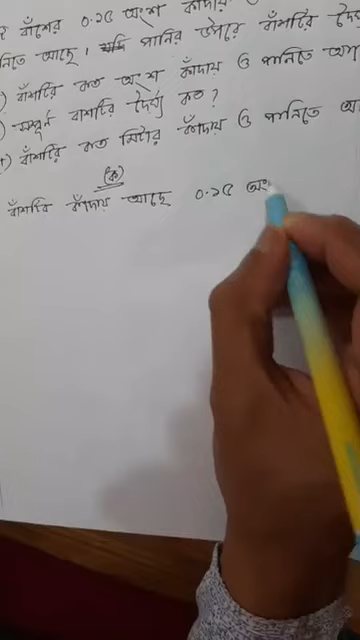 বাঁশের ০.১৫ অংশ কাদায়
আছে। যদি পানির উপরে বাঁশটির
বাঁশটির কত অংশ কাঁদায় ও পানিতে
সম্পূর্ন বাশটির দৈর্ঘ্য কত?
বাঁশটির কত মিটার কাঁদায় ও পানিতে
(ক)
বাঁশটির কাঁদায় আছে ০.১৫ অং